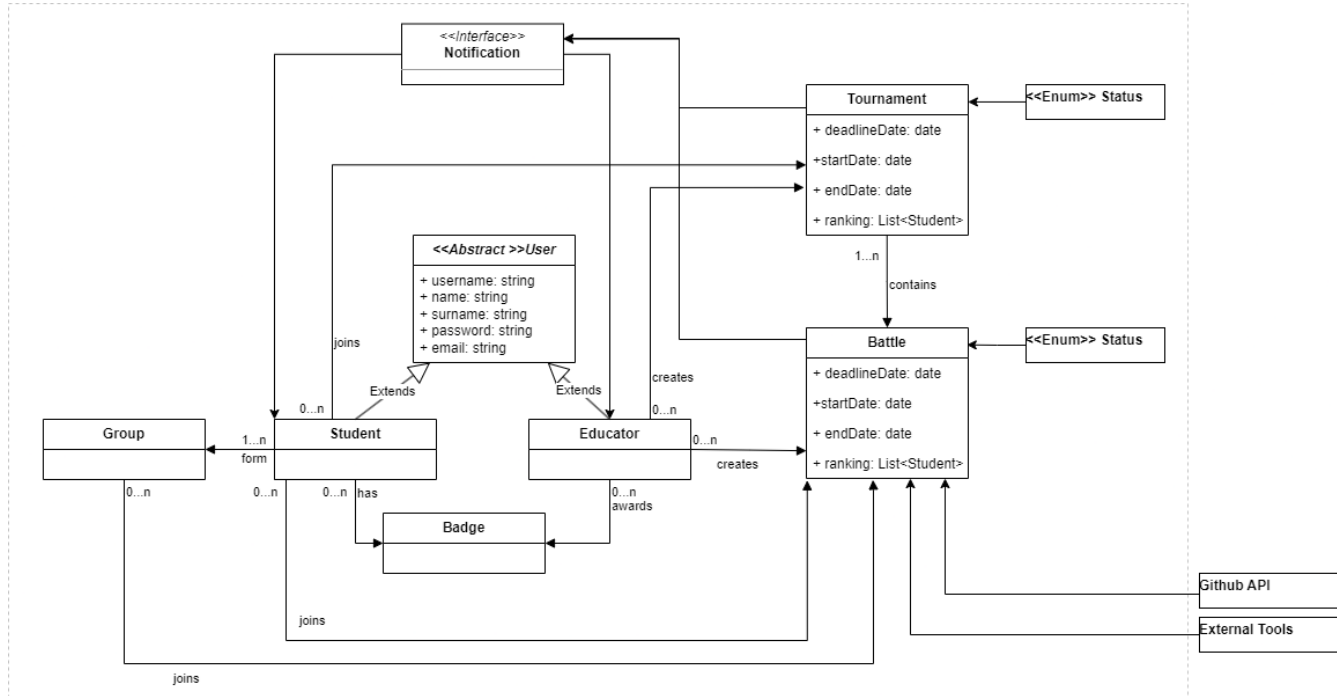 <<Interface>>
Notification
Tournament
+ deadlineDate: date
+startDate: date
+ endDate: date
+ ranking: List<Student>
<<Enum>> Status
<<Abstract >>User
+ username: string
+ name: string
+ surname: string
+ password: string
+ email: string
1...n
contains
joins
Extends
Extends
creates
0...n
0...n
Battle
+ deadlineDate: date
+startDate: date
+ endDate: date
+ ranking: List<Student>
<<Enum>> Status
Group
1...n
form
Student
Educator
0...n
creates
0...n
0...n
0...n
has
0...n
awards
Badge
joins
joins
Github API
External Tools